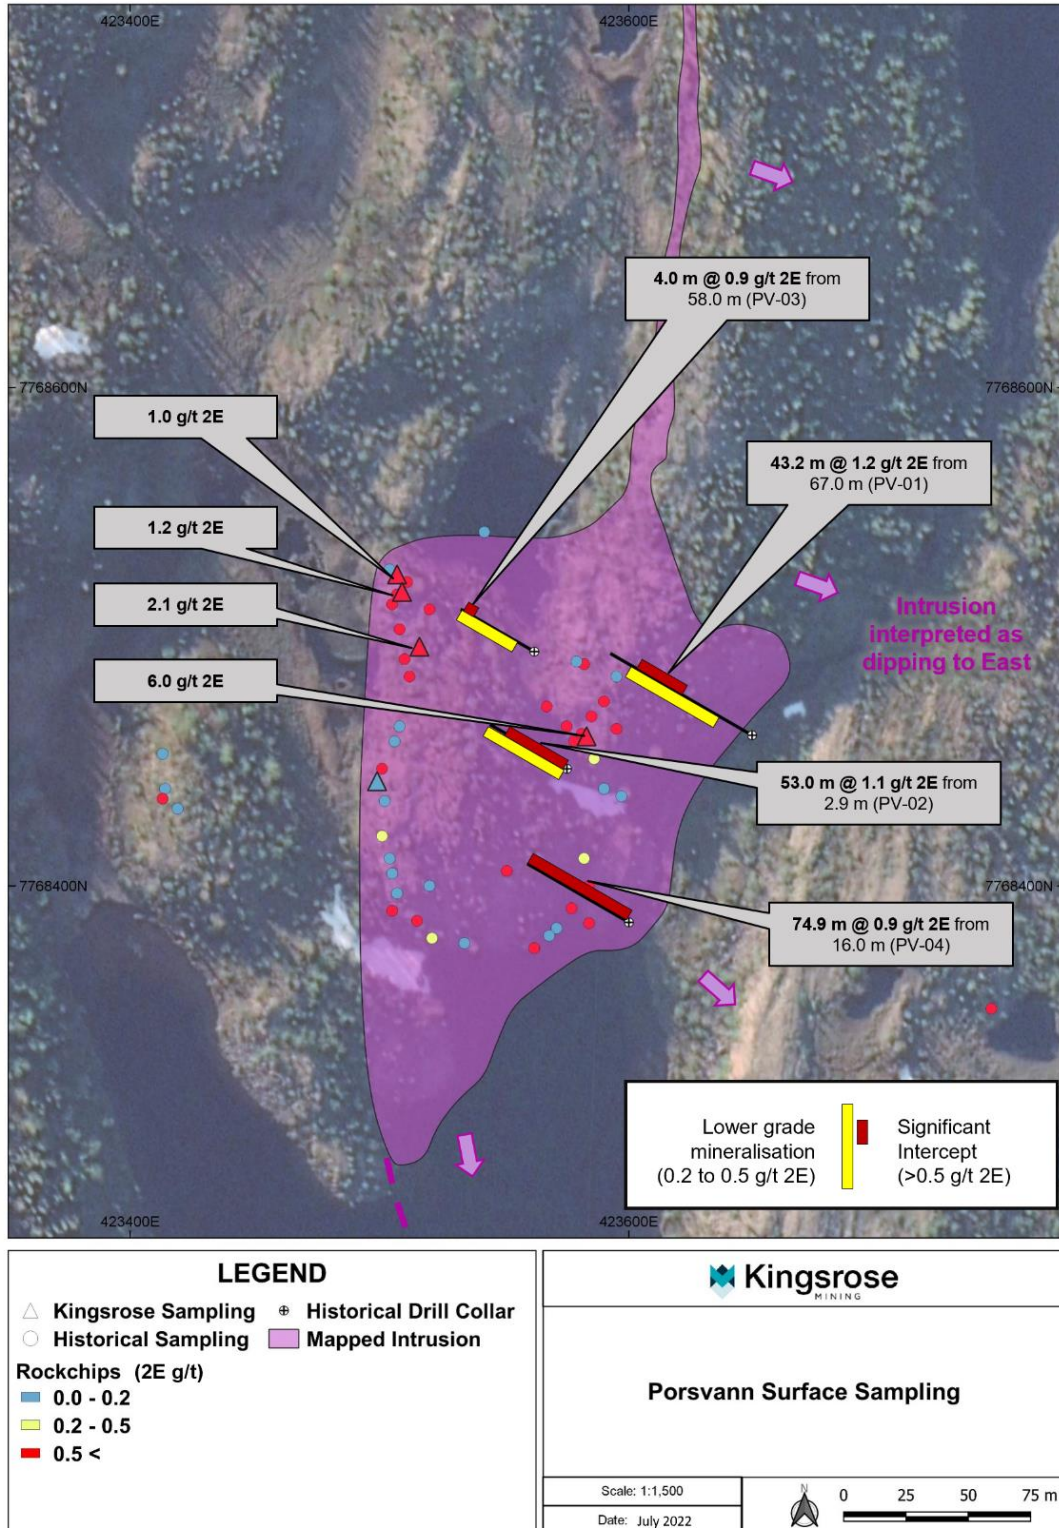 423400E
423600E
4.0 m @ 0.9 g/t 2E from
58.0 m (PV-03)
7768600N
7768600N
1.0 g/t 2E
43.2 m @ 1.2 g/t 2E from
67.0 m (PV-01)
1.2 g/t 2E
2.1 g/t 2E
Intrusion
interpreted as
dipping to East
6.0 g/t 2E
53.0 m @ 1.1 g/t 2E from
2.9 m (PV-02)
7768400N
7768400N
74.9 m @ 0.9 g/t 2E from
16.0 m (PV-04)
Lower grade
mineralisation
(0.2 to 0.5 g/t 2E)
Significant
Intercept
(>0.5 g/t 2E)
423400E
423600E
LEGEND
Kingsrose Sampling
Historical Drill Collar
Historical Sampling
Mapped Intrusion
Rockchips (2E g/t)
0.0 - 0.2
0.2 - 0.5
0.5 <
Kingsrose
MINING
Porsvann Surface Sampling
Scale: 1:1,500
Date: July 2022
N
0 25 50 75 m